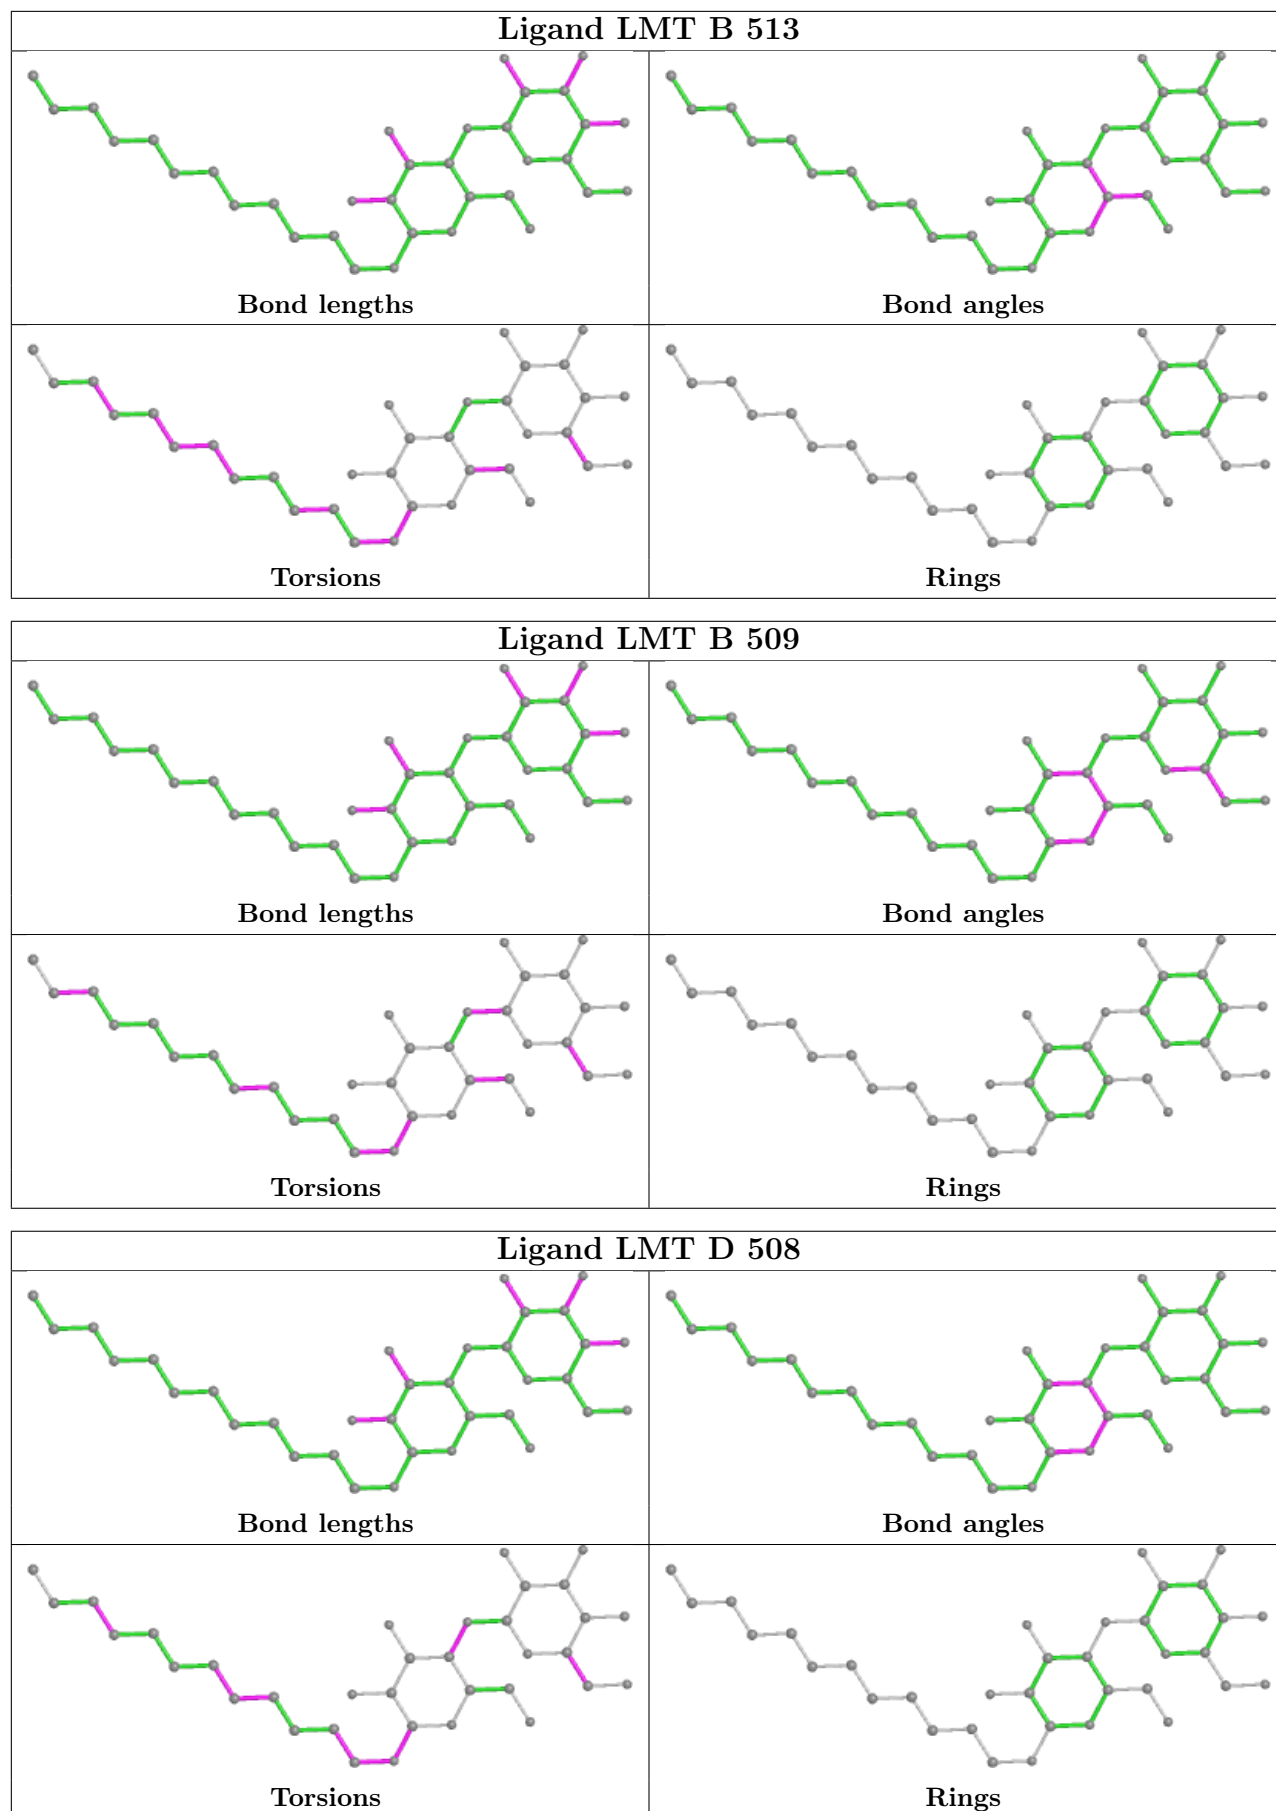 Ligand LMT B 513
Bond lengths
Bond angles
Torsions
Rings
Ligand LMT B 509
Bond lengths
Bond angles
Torsions
Rings
Ligand LMT D 508
Bond lengths
Bond angles
Torsions
Rings